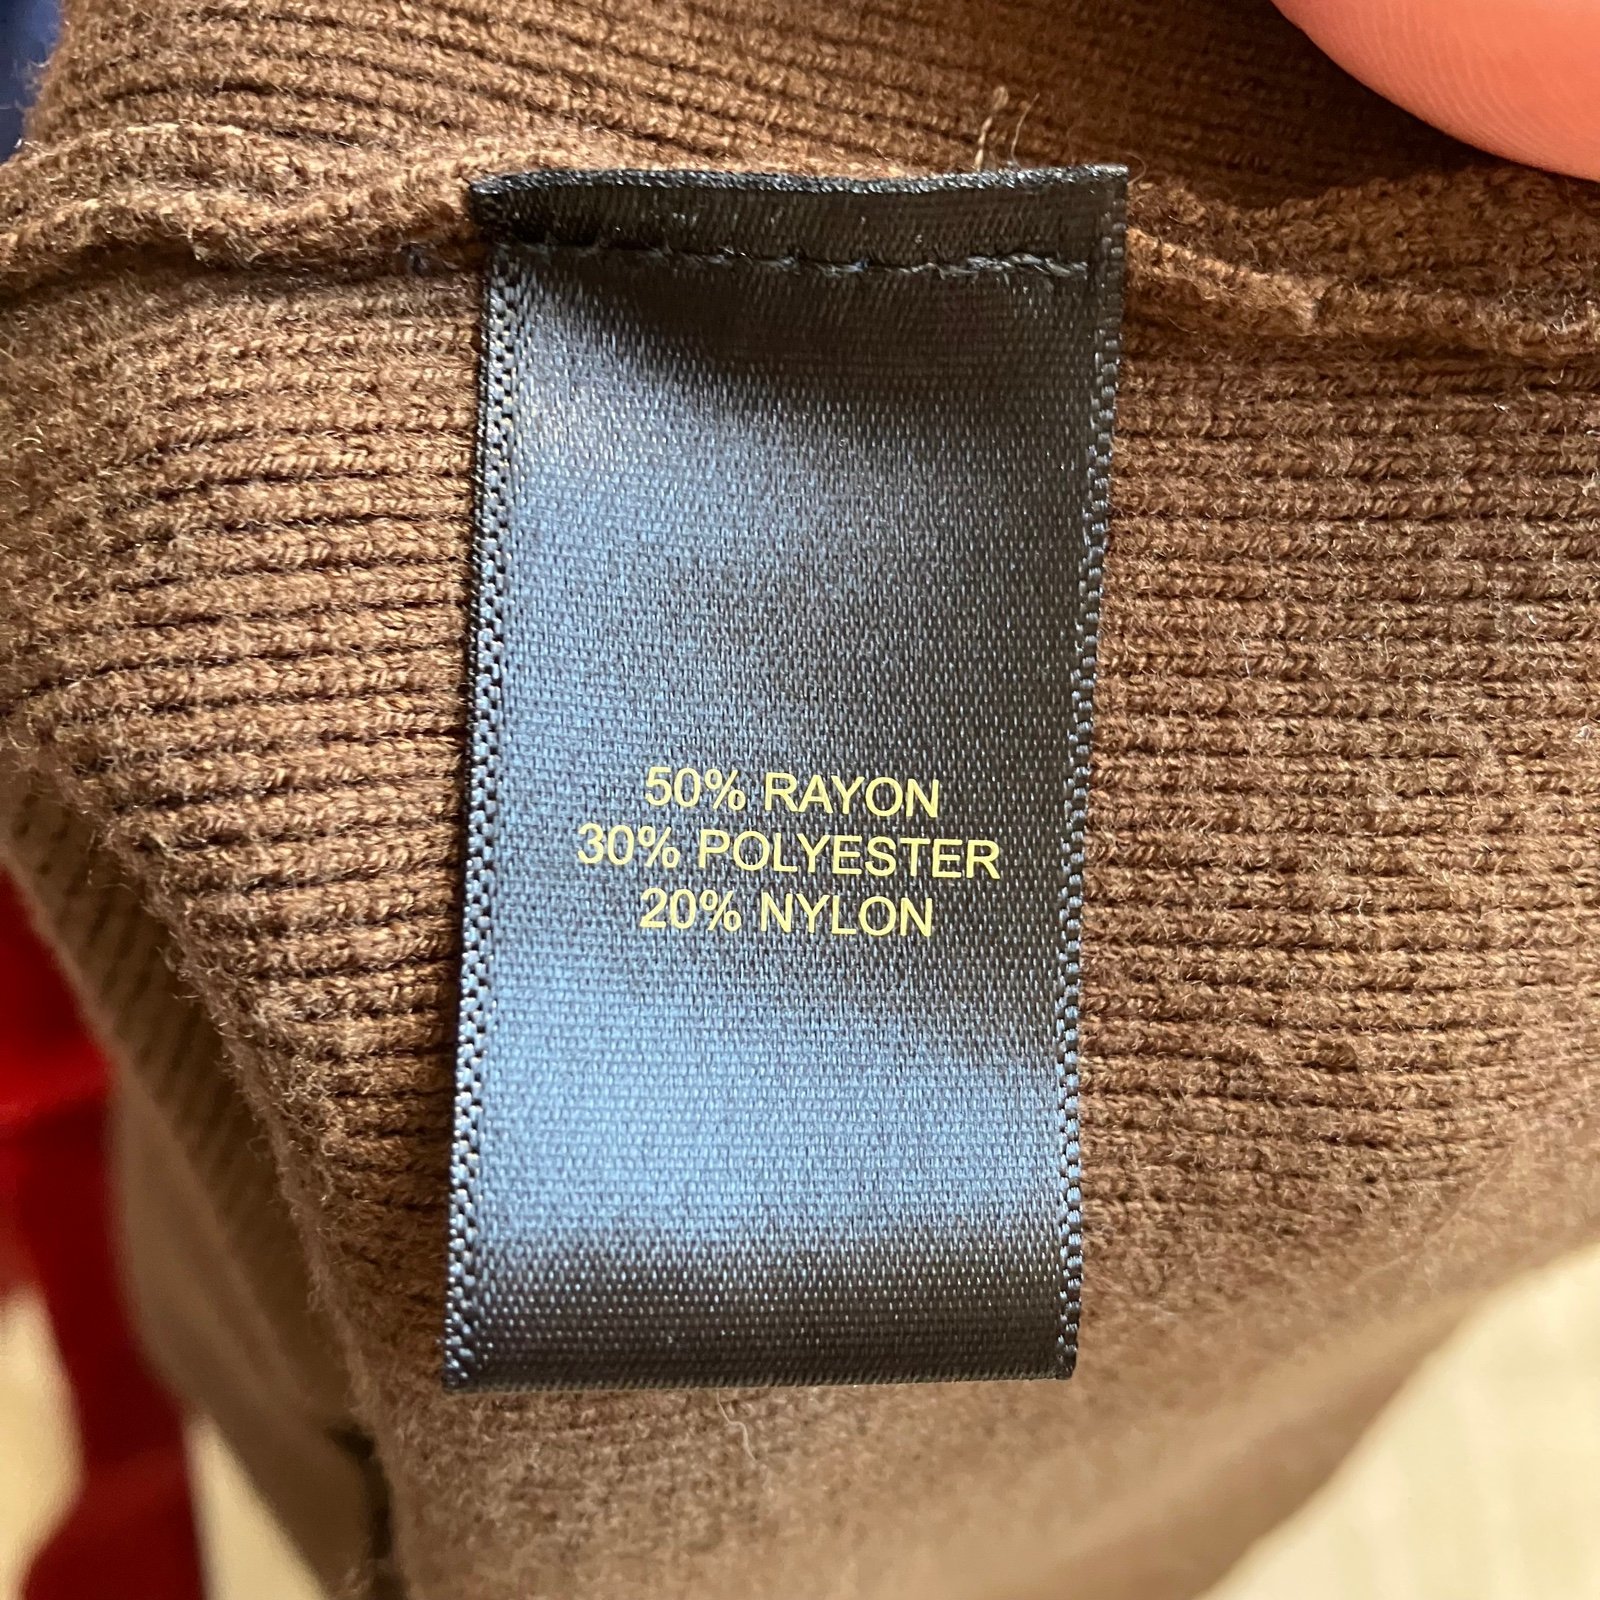 50% RAYON
30% POLYESTER
20% NYLON